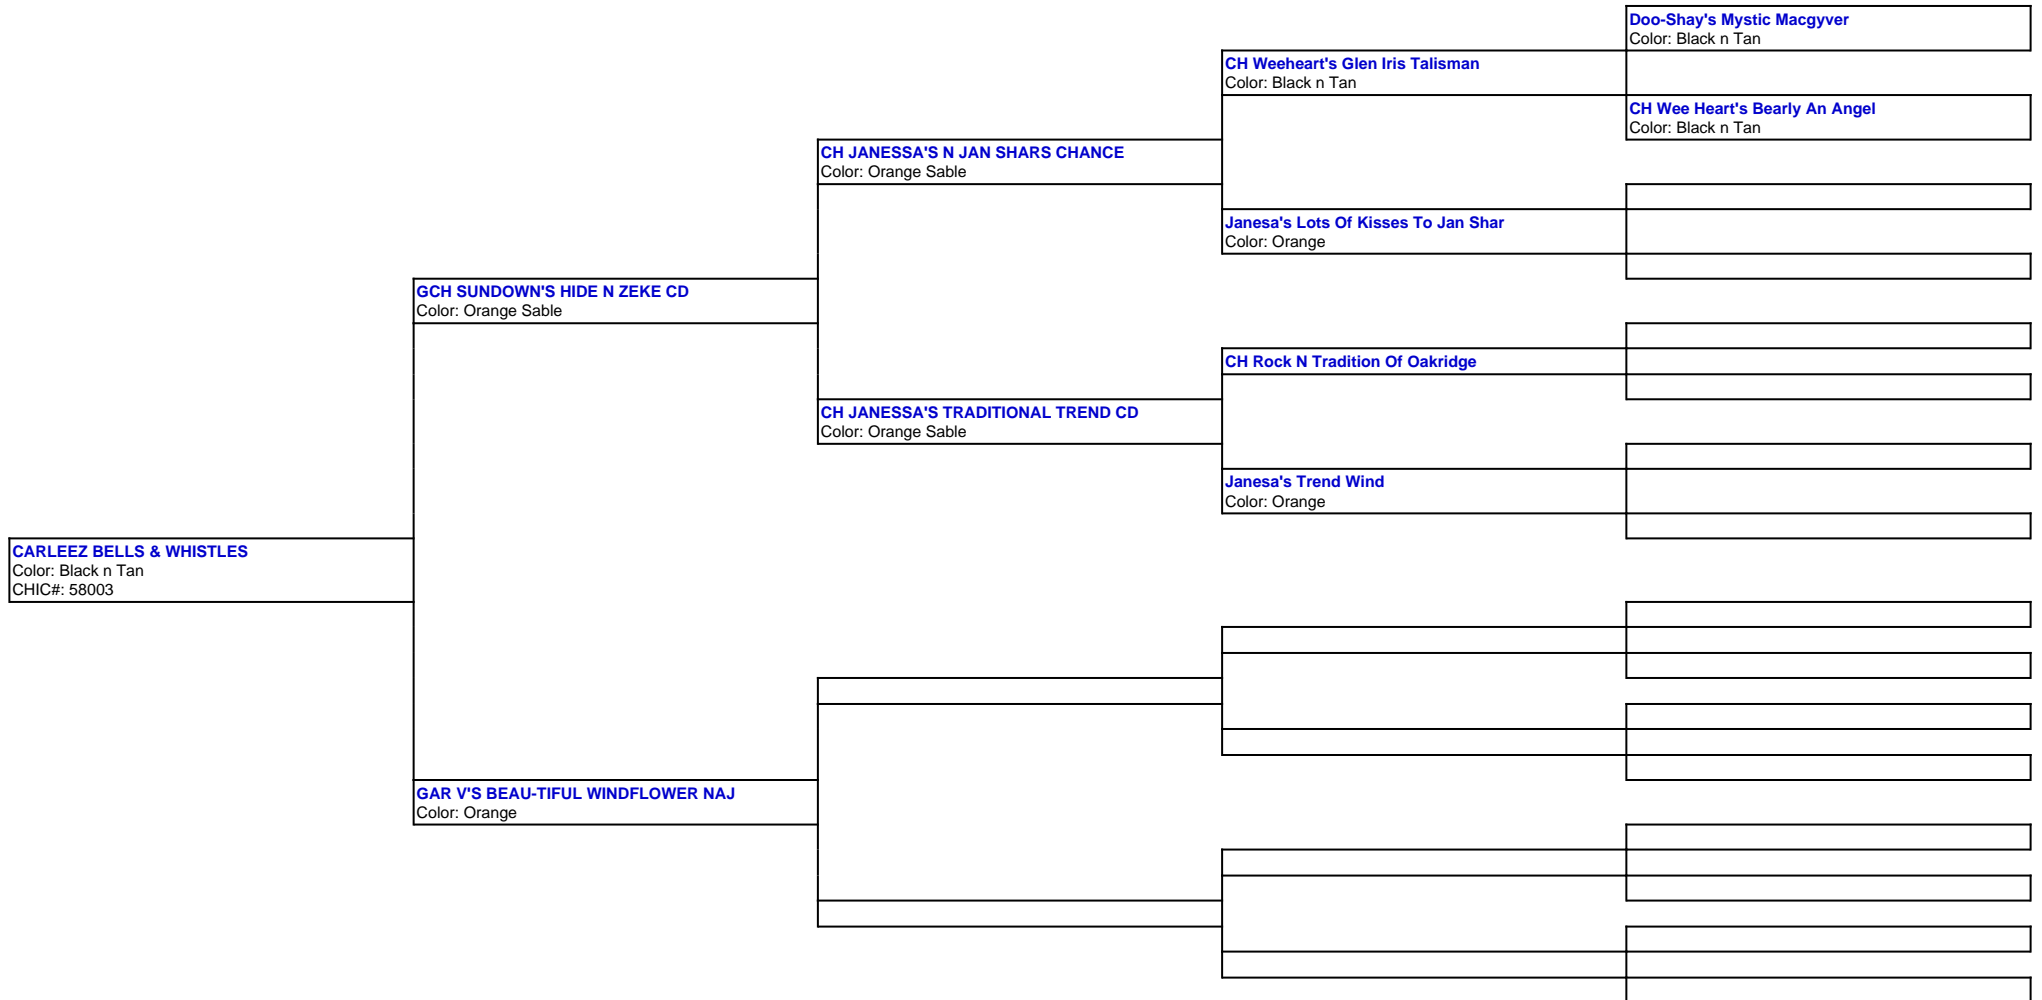 Doo-Shay's Mystic Macgyver
Color: Black n Tan
CH Weeheart's Glen Iris Talisman
Color: Black n Tan
CH Wee Heart's Bearly An Angel
Color: Black n Tan
CH JANESSA'S N JAN SHARS CHANCE
Color: Orange Sable
Janesa's Lots Of Kisses To Jan Shar
Color: Orange
GCH SUNDOWN'S HIDE N ZEKE CD
Color: Orange Sable
CH Rock N Tradition Of Oakridge
CH JANESSA'S TRADITIONAL TREND CD
Color: Orange Sable
Janesa's Trend Wind
Color: Orange
CARLEEZ BELLS & WHISTLES
Color: Black n Tan
CHIC#: 58003
GAR V'S BEAU-TIFUL WINDFLOWER NAJ
Color: Orange